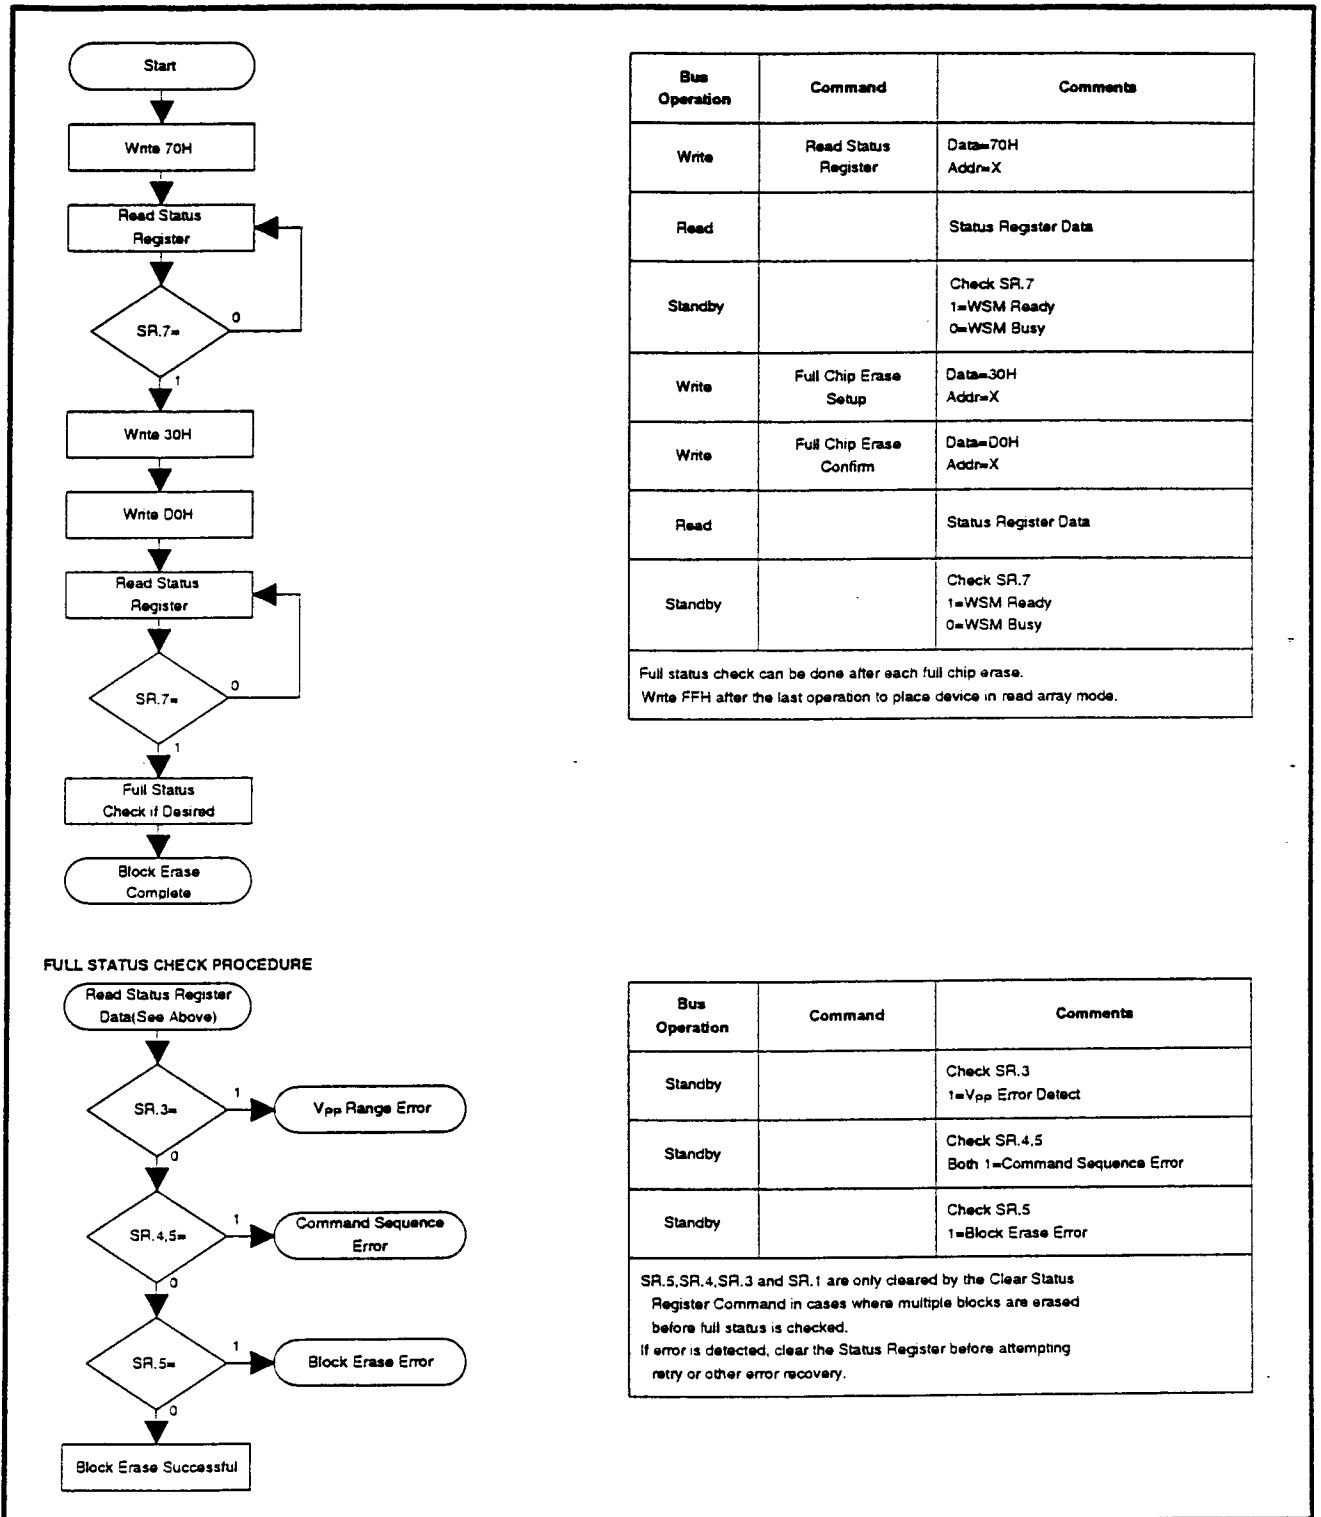 Start
Write 70H
Read Status
Register
SR.7=
0
1
Write 30H
Write D0H
Read Status
Register
SR.7=
0
1
Full Status
Check if Desired
Block Erase
Complete
Bus
Operation
Command
Comments
Write
Read Status
Register
Data=70H
Addr=X
Read
Status Register Data
Standby
Check SR.7
1=WSM Ready
0=WSM Busy
Write
Full Chip Erase
Setup
Data=30H
Addr=X
Write
Full Chip Erase
Confirm
Data=D0H
Addr=X
Read
Status Register Data
Standby
Check SR.7
1=WSM Ready
0=WSM Busy
Full status check can be done after each full chip erase.
Write FFH after the last operation to place device in read array mode.
FULL STATUS CHECK PROCEDURE
Read Status Register
Data(See Above)
SR.3=
1
VPP Range Error
0
SR.4,5=
1
Command Sequence
Error
0
SR.5=
1
Block Erase Error
0
Block Erase Successful
Bus
Operation
Command
Comments
Standby
Check SR.3
1=VPP Error Detect
Standby
Check SR.4,5
Both 1=Command Sequence Error
Standby
Check SR.5
1=Block Erase Error
SR.5,SR.4,SR.3 and SR.1 are only cleared by the Clear Status
Register Command in cases where multiple blocks are erased
before full status is checked.
If error is detected, clear the Status Register before attempting
retry or other error recovery.